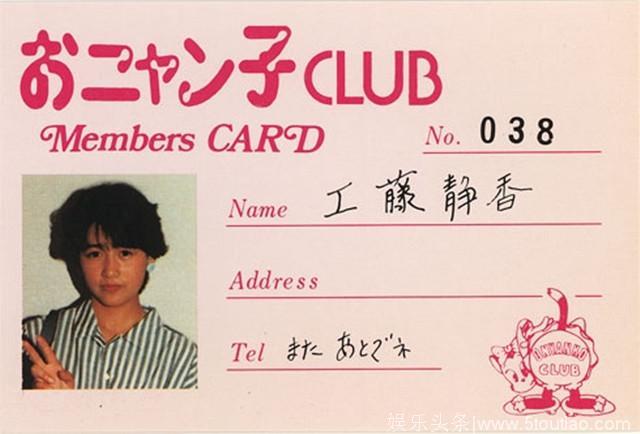 おニャン子CLUB
Members CARD
No. 038
Name 工藤静香
Address
Tel またあとでネ
ONYANKO
CLUB
娱乐头条|www.5toutiao.com